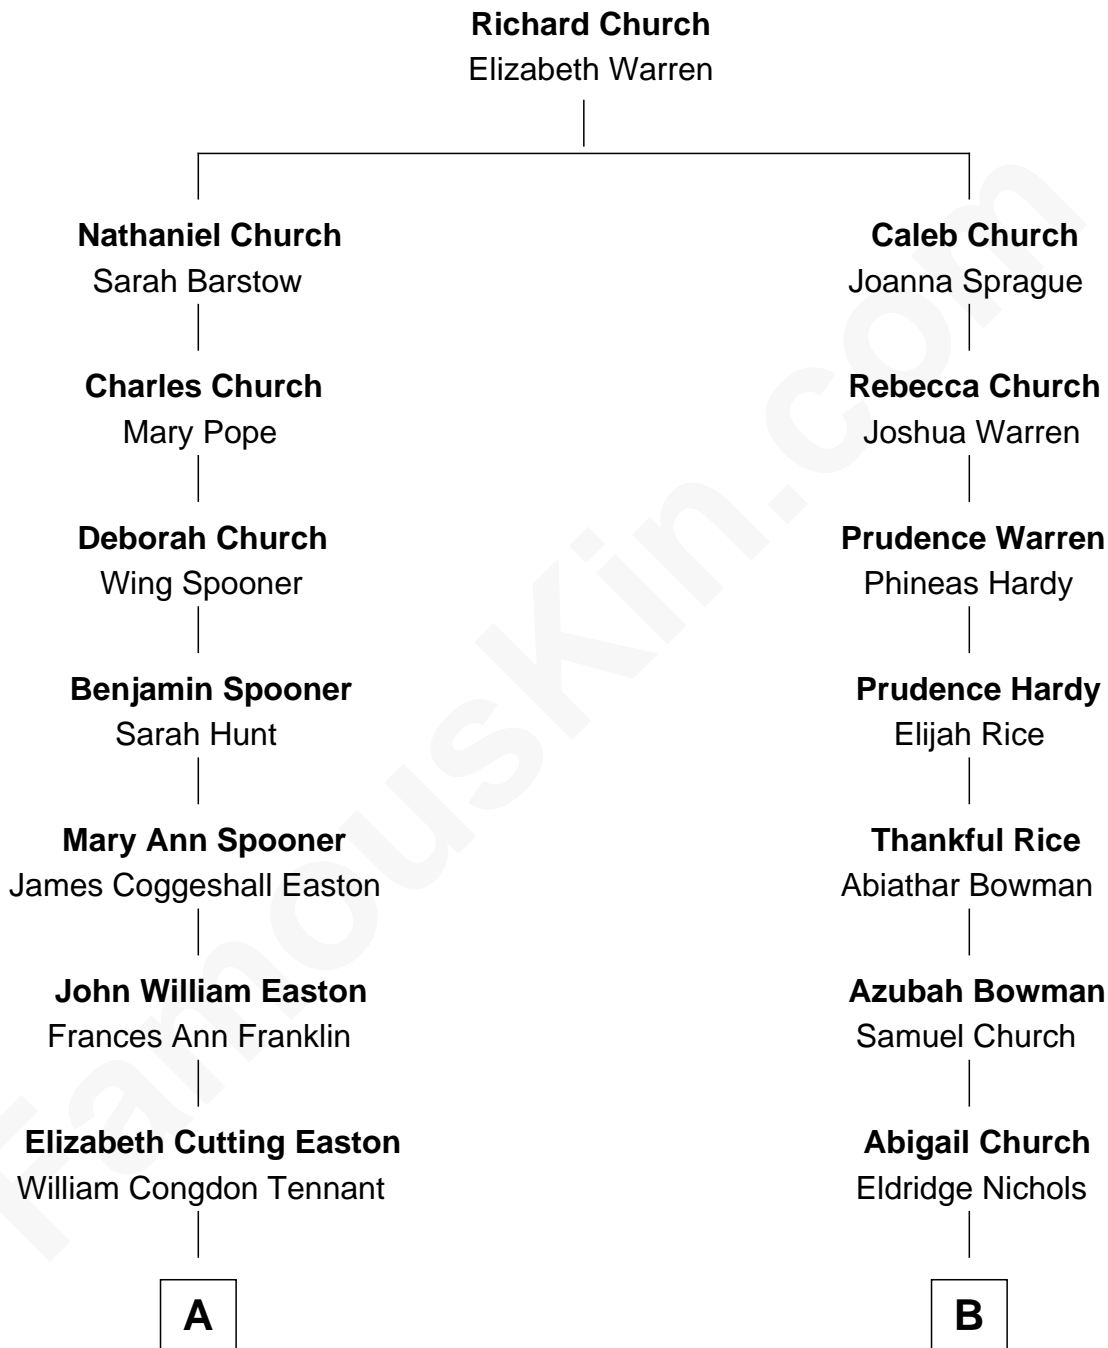 Richard Church
Elizabeth Warren
Nathaniel Church
Sarah Barstow
Charles Church
Mary Pope
Deborah Church
Wing Spooner
Benjamin Spooner
Sarah Hunt
Mary Ann Spooner
James Coggeshall Easton
John William Easton
Frances Ann Franklin
Elizabeth Cutting Easton
William Congdon Tennant
A
Caleb Church
Joanna Sprague
Rebecca Church
Joshua Warren
Prudence Warren
Phineas Hardy
Prudence Hardy
Elijah Rice
Thankful Rice
Abiathar Bowman
Azubah Bowman
Samuel Church
Abigail Church
Eldridge Nichols
B
FamousKin.com